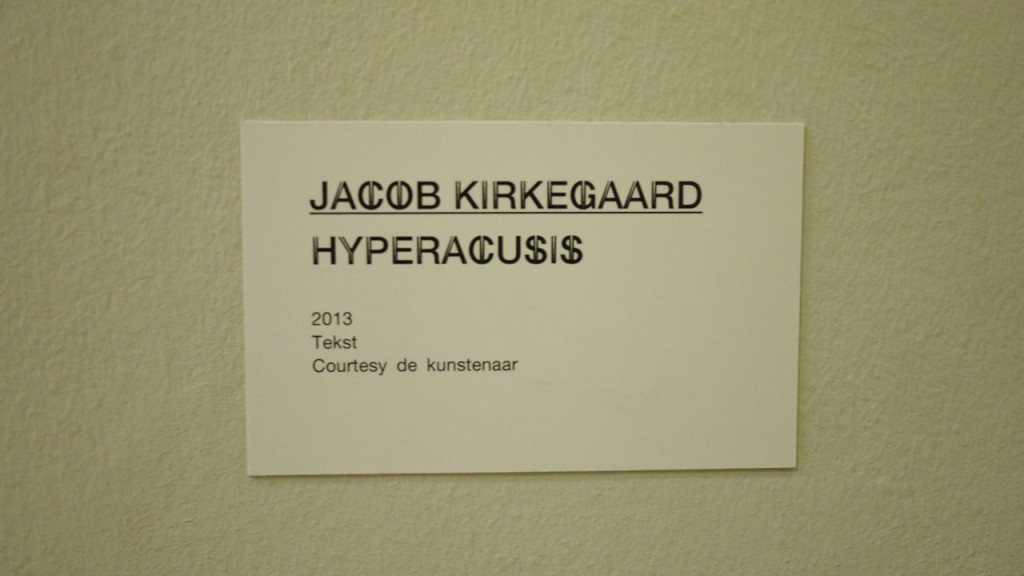 JACOB KIRKEGAARD
HYPERACUSIS
2013
Tekst
Courtesy de kunstenaar